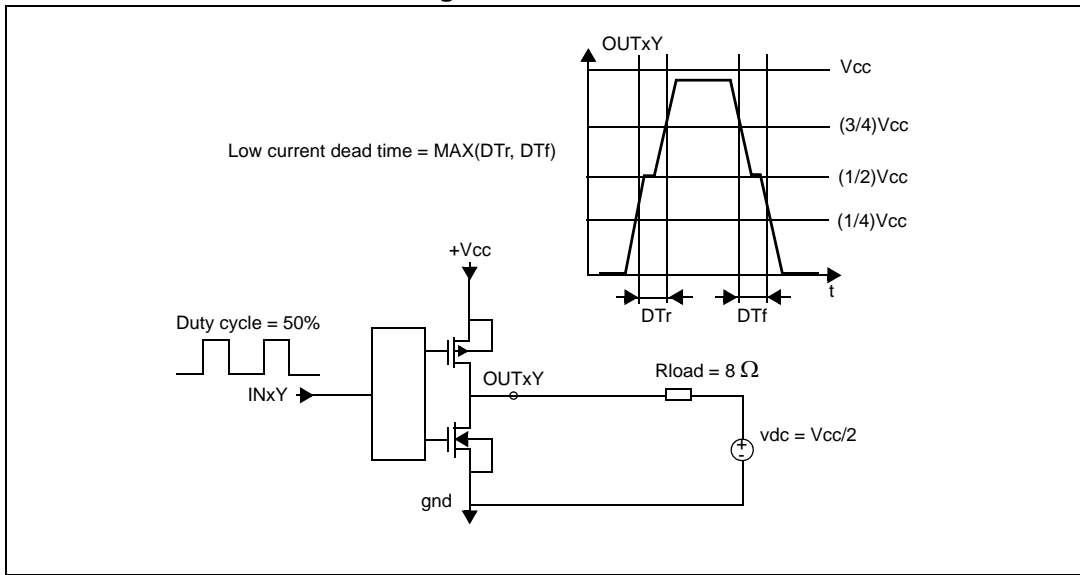 OUTxY
Vcc
(3/4)Vcc
Low current dead time = MAX(DTr, DTf)
(1/2)Vcc
(1/4)Vcc
t
DTr
DTf
+Vcc
Duty cycle = 50%
INxY
OUTxY
Rload = 8 Ω
vdc = Vcc/2
+
-
gnd